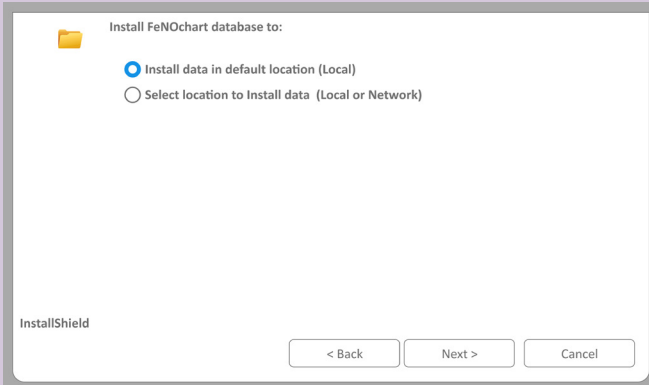 Install FeNOchart database to:
Install data in default location (Local)
Select location to Install data (Local or Network)
InstallShield
< Back
Next >
Cancel